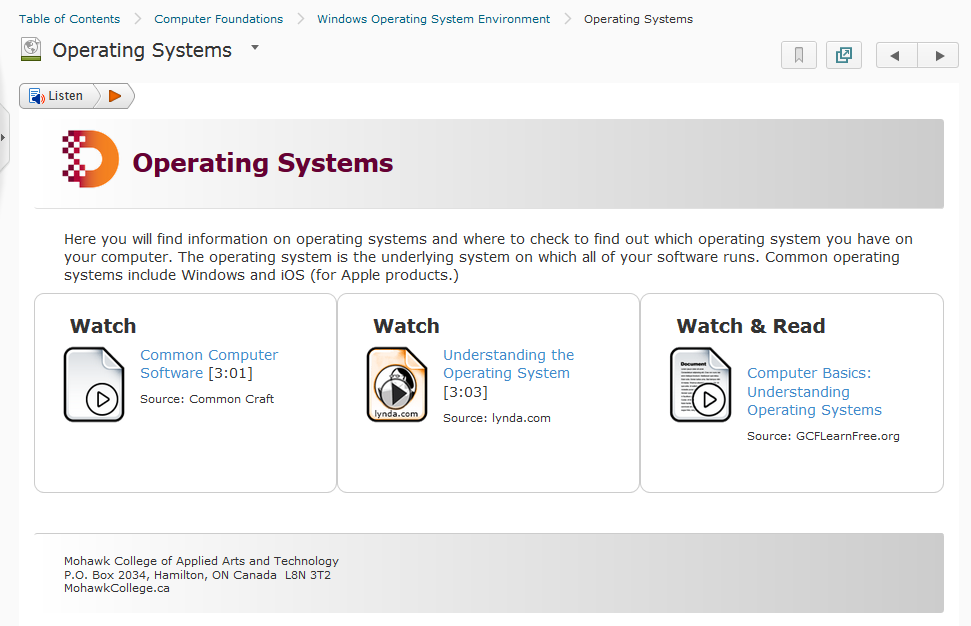 Table of Contents > Computer Foundations > Windows Operating System Environment > Operating Systems
Operating Systems
Listen
Operating Systems
Here you will find information on operating systems and where to check to find out which operating system you have on
your computer. The operating system is the underlying system on which all of your software runs. Common operating
systems include Windows and iOS (for Apple products.)
Watch
Common Computer
Software [3:01]
Source: Common Craft
Watch
lynda.com
Understanding the
Operating System
[3:03]
Source: lynda.com
Watch & Read
Document
Computer Basics:
Understanding
Operating Systems
Source: GCFLearnFree.org
Mohawk College of Applied Arts and Technology
P.O. Box 2034, Hamilton, ON Canada  L8N 3T2
MohawkCollege.ca